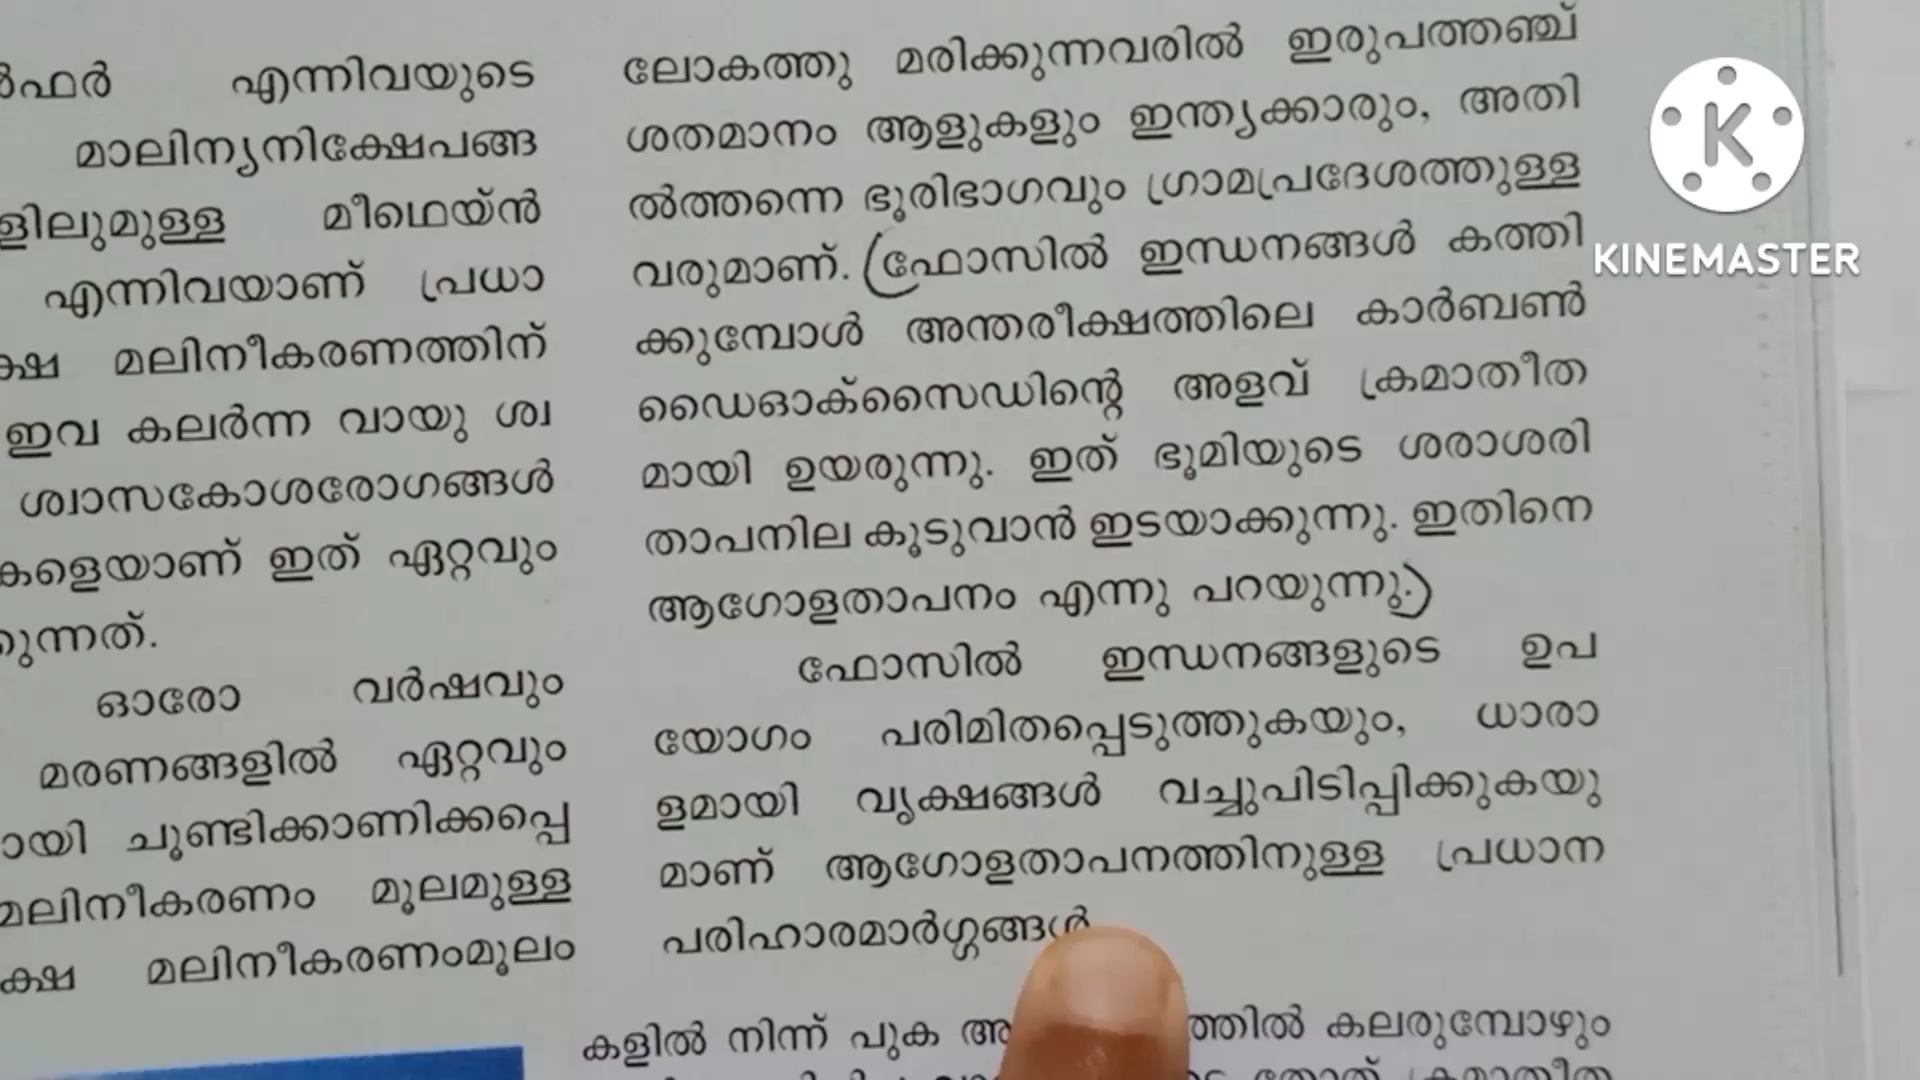 എന്നിവയുടെ
മാലിന്യനിക്ഷേപങ്ങ
ളിലുമുള്ള മീഥെയ്ൻ
എന്നിവയാണ് പ്രധാ
ക്ഷ മലിനീകരണത്തിന്
ഇവ കലർന്ന വായു ശ്വ
ശ്വാസകോശരോഗങ്ങൾ
കളെയാണ് ഇത് ഏറ്റവും
ഓരോ വർഷവും
മരണങ്ങളിൽ ഏറ്റവും
ായി ചൂണ്ടിക്കാണിക്കപ്പെ
മലിനീകരണം മൂലമുള്ള
ക്ഷ മലിനീകരണംമൂലം
ലോകത്തു മരിക്കുന്നവരിൽ ഇരുപത്തഞ്ച്
ശതമാനം ആളുകളും ഇന്ത്യക്കാരും, അതി
ൽത്തന്നെ ഭൂരിഭാഗവും ഗ്രാമപ്രദേശത്തുള്ള
വരുമാണ്. (ഫോസിൽ ഇന്ധനങ്ങൾ കത്തി
ക്കുമ്പോൾ അന്തരീക്ഷത്തിലെ കാർബൺ
ഡൈഓക്സൈഡിന്റെ അളവ് ക്രമാതീത
മായി ഉയരുന്നു. ഇത് ഭൂമിയുടെ ശരാശരി
താപനില കൂടുവാൻ ഇടയാക്കുന്നു. ഇതിനെ
ആഗോളതാപനം എന്നു പറയുന്നു.)
ഫോസിൽ ഇന്ധനങ്ങളുടെ ഉപ
യോഗം പരിമിതപ്പെടുത്തുകയും, ധാരാ
ളമായി വൃക്ഷങ്ങൾ വച്ചുപിടിപ്പിക്കുകയു
മാണ് ആഗോളതാപനത്തിനുള്ള പ്രധാന
പരിഹാരമാർഗ്ഗങ്ങൾ
കളിൽ നിന്ന് പുക അ ത്തിൽ കലരുമ്പോഴും
KINEMASTER